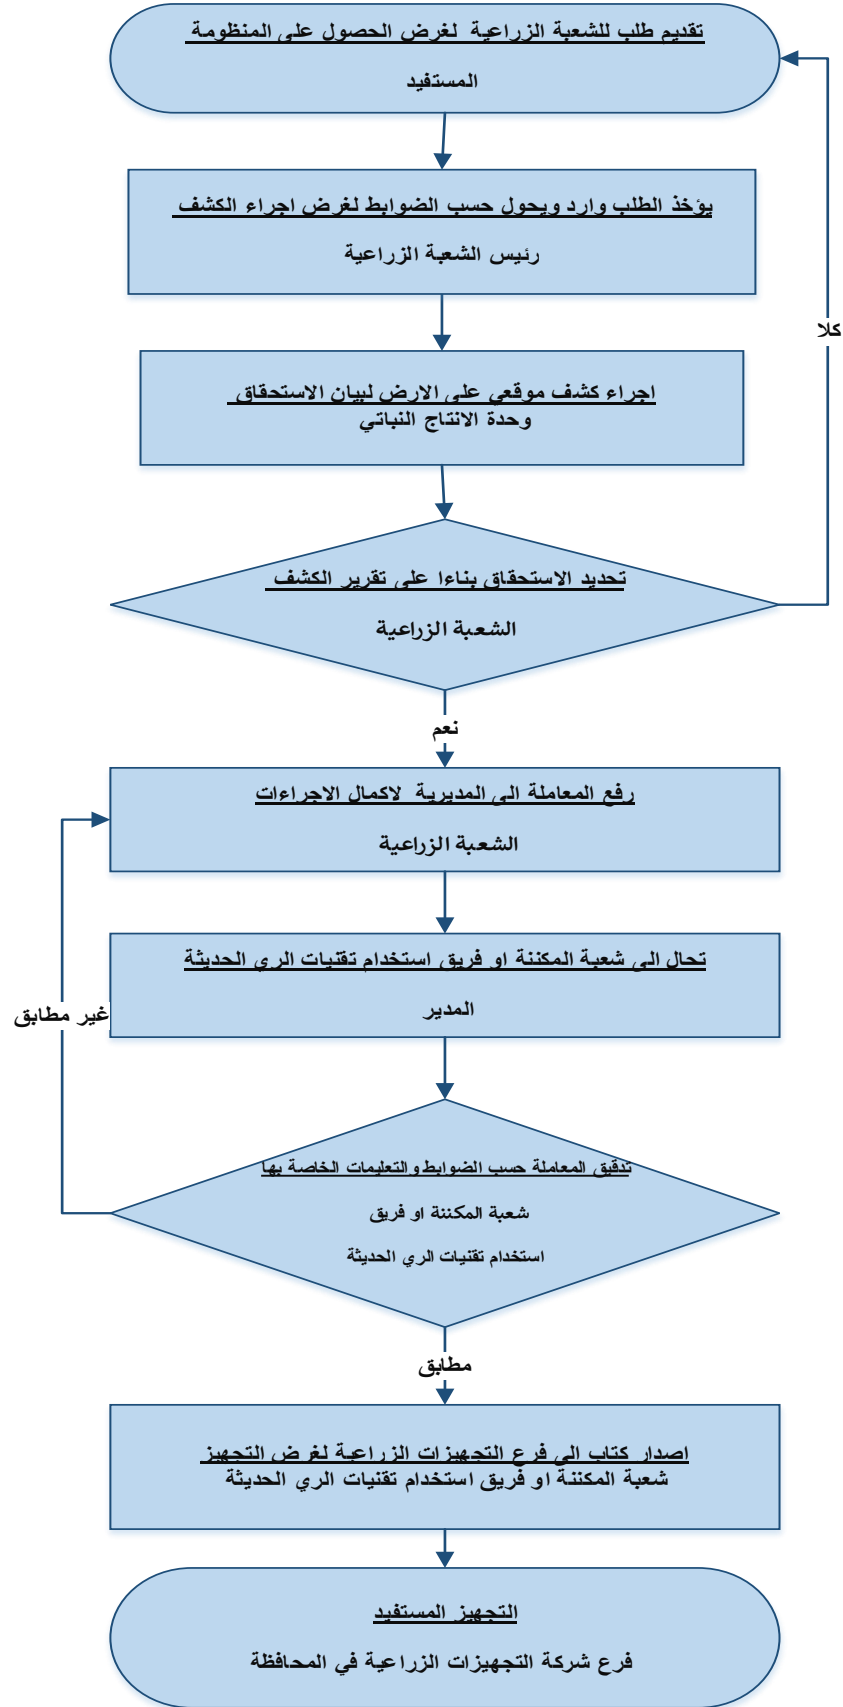 تقديم طلب للشعبة الزراعية لغرض الحصول على المنظومة
المستفيد
يؤخذ الطلب وارد ويحول حسب الضوابط لغرض اجراء الكشف
رئيس الشعبة الزراعية
كلا
اجراء كشف موقعي على الارض لبيان الاستحقاق
وحدة الانتاج النباتي
تحديد الاستحقاق بناءا على تقرير الكشف
الشعبة الزراعية
نعم
رفع المعاملة الى المديرية لاكمال الاجراءات
الشعبة الزراعية
تحال الى شعبة المكننة او فريق استخدام تقنيات الري الحديثة
المدير
غير مطابق
تدقيق المعاملة حسب الضوابط والتعليمات الخاصة بها
شعبة المكننة او فريق
استخدام تقنيات الري الحديثة
مطابق
اصدار كتاب الى فرع التجهيزات الزراعية لغرض التجهيز
شعبة المكننة او فريق استخدام تقنيات الري الحديثة
التجهيز المستفيد
فرع شركة التجهيزات الزراعية في المحافظة